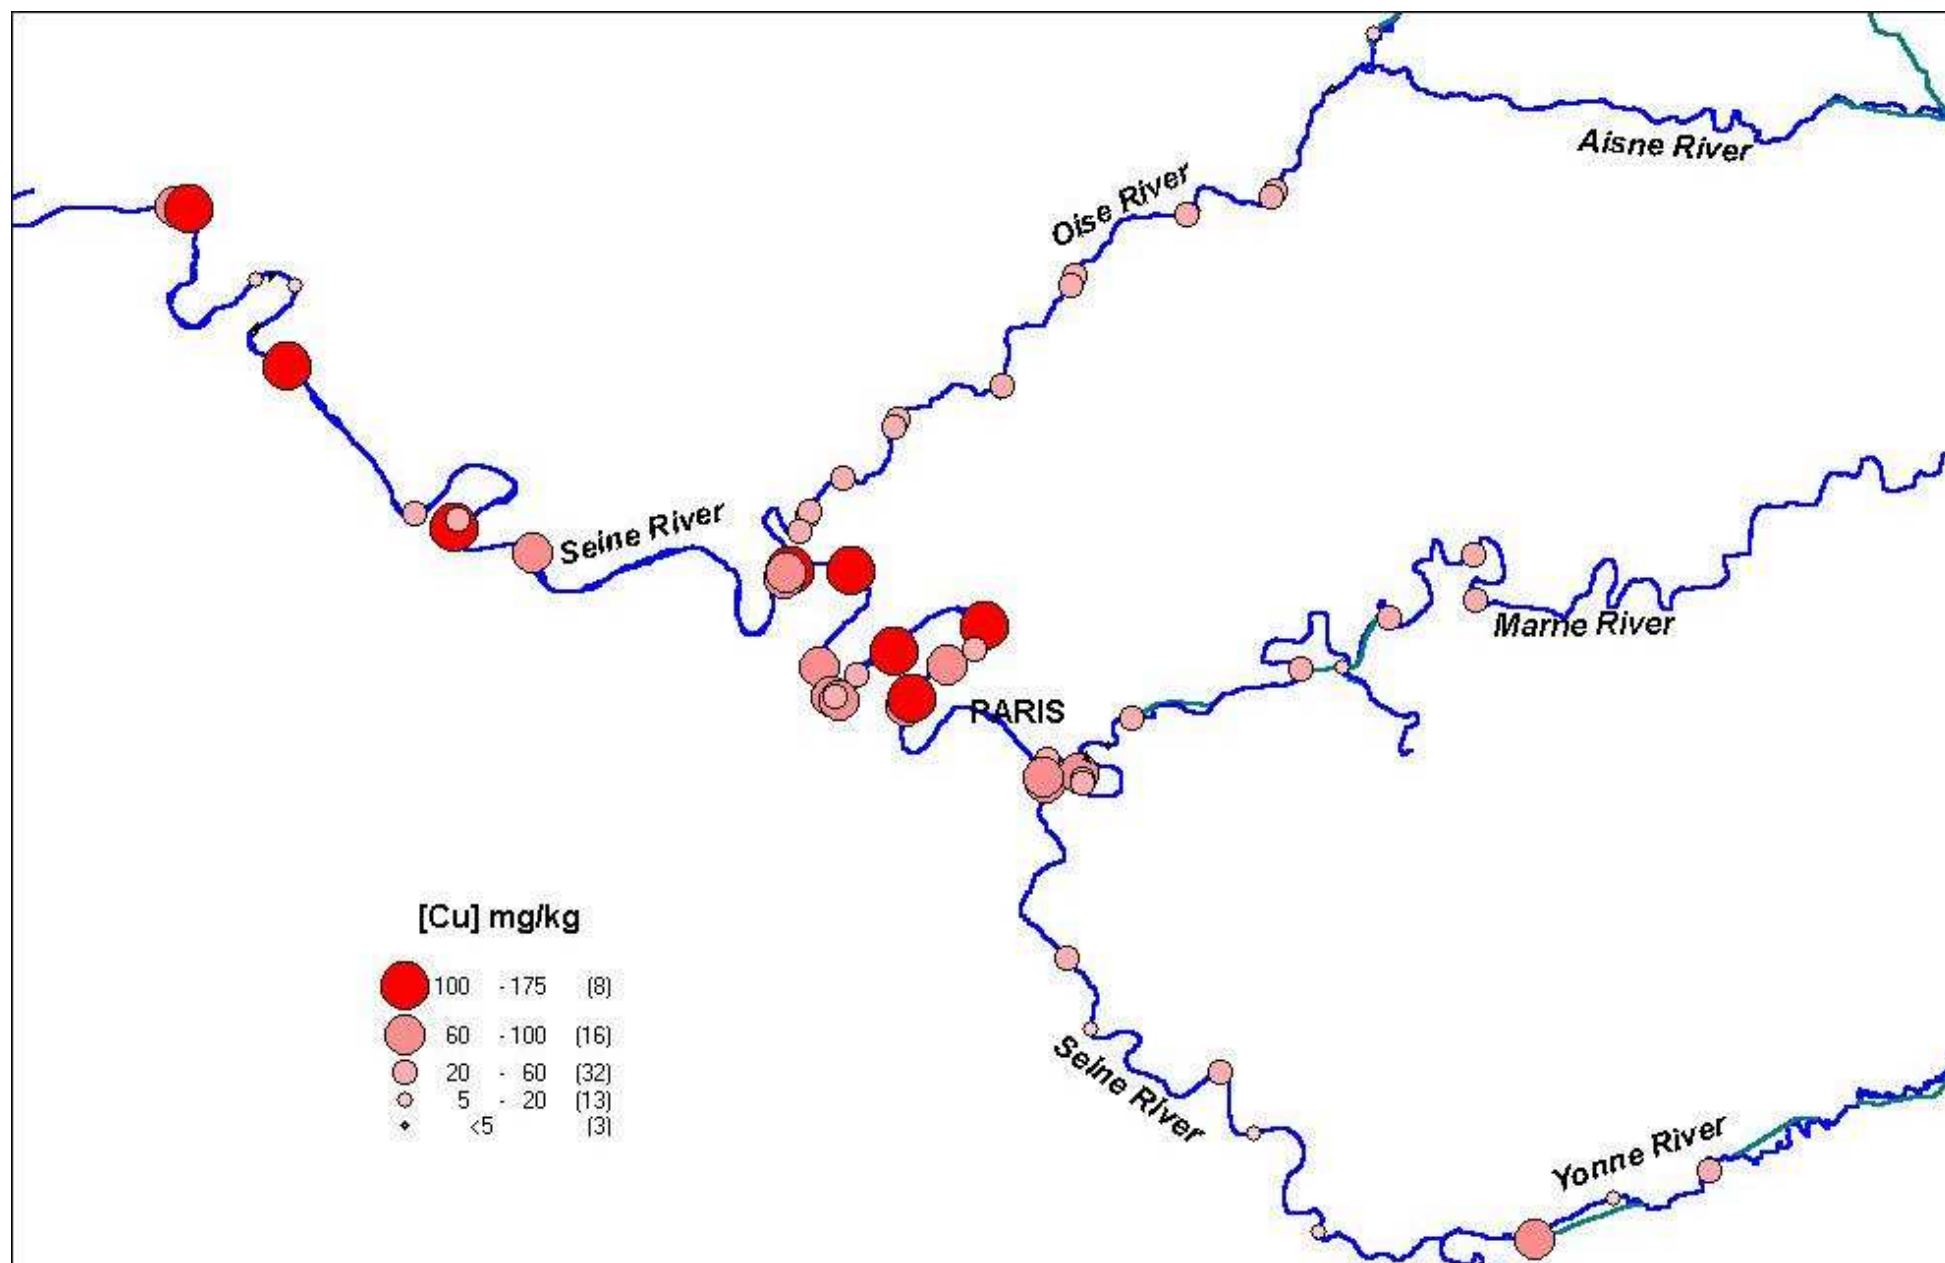 Aisne River
Oise River
Seine River
Marne River
PARIS
[Cu] mg/kg
100 - 175 (8)
60 - 100 (16)
20 - 60 (32)
5 - 20 (13)
<5 (3)
Seine River
Yonne River